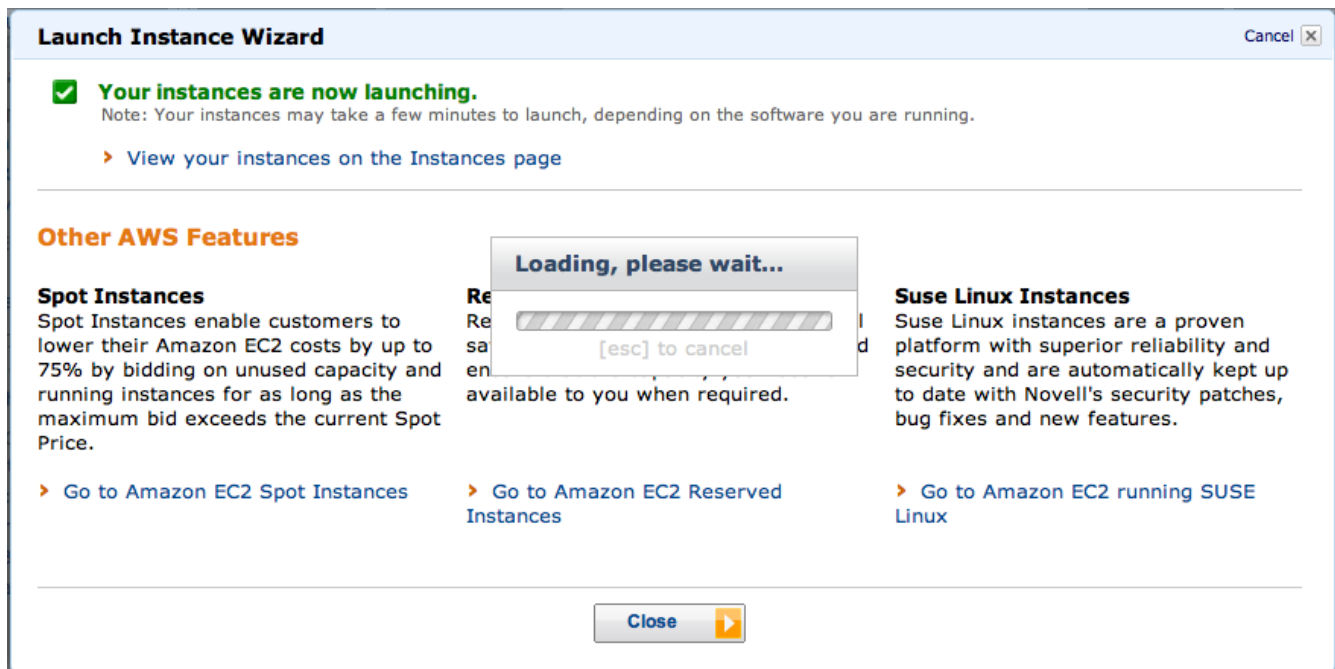 Launch Instance Wizard
Cancel
Your instances are now launching.
Note: Your instances may take a few minutes to launch, depending on the software you are running.
View your instances on the Instances page
Other AWS Features
Loading, please wait...
[esc] to cancel
Spot Instances
Spot Instances enable customers to
lower their Amazon EC2 costs by up to
75% by bidding on unused capacity and
running instances for as long as the
maximum bid exceeds the current Spot
Price.
Go to Amazon EC2 Spot Instances
available to you when required.
Go to Amazon EC2 Reserved
Instances
Suse Linux Instances
Suse Linux instances are a proven
platform with superior reliability and
security and are automatically kept up
to date with Novell's security patches,
bug fixes and new features.
Go to Amazon EC2 running SUSE
Linux
Close